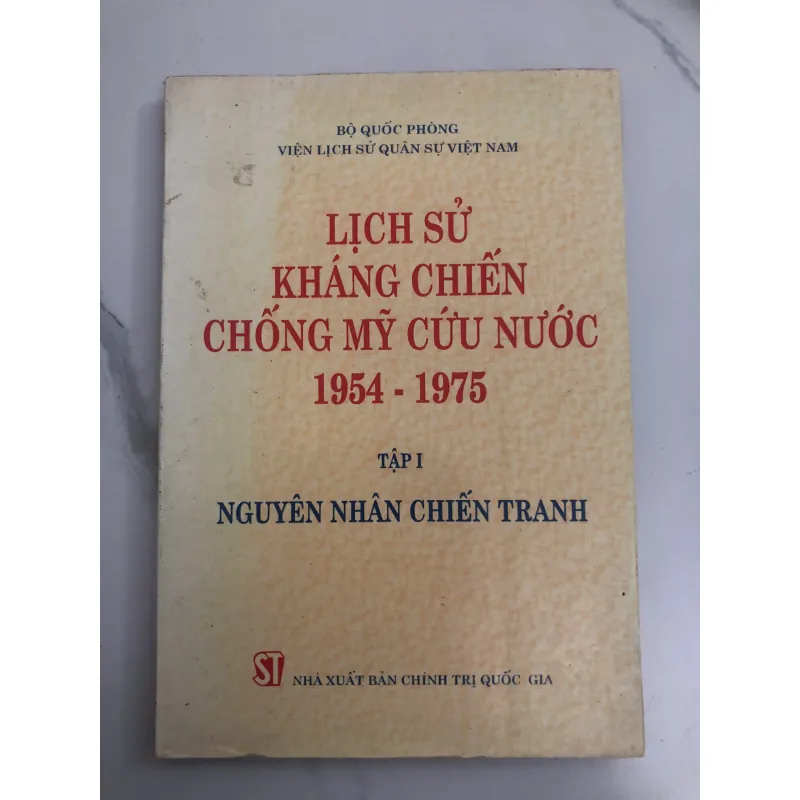 BỘ QUỐC PHÒNG
VIỆN LỊCH SỬ QUÂN SỰ VIỆT NAM
LỊCH SỬ
KHÁNG CHIẾN
CHỐNG MỸ CỨU NƯỚC
1954 - 1975
TẬP I
NGUYÊN NHÂN CHIẾN TRANH
ST NHÀ XUẤT BẢN CHÍNH TRỊ QUỐC GIA